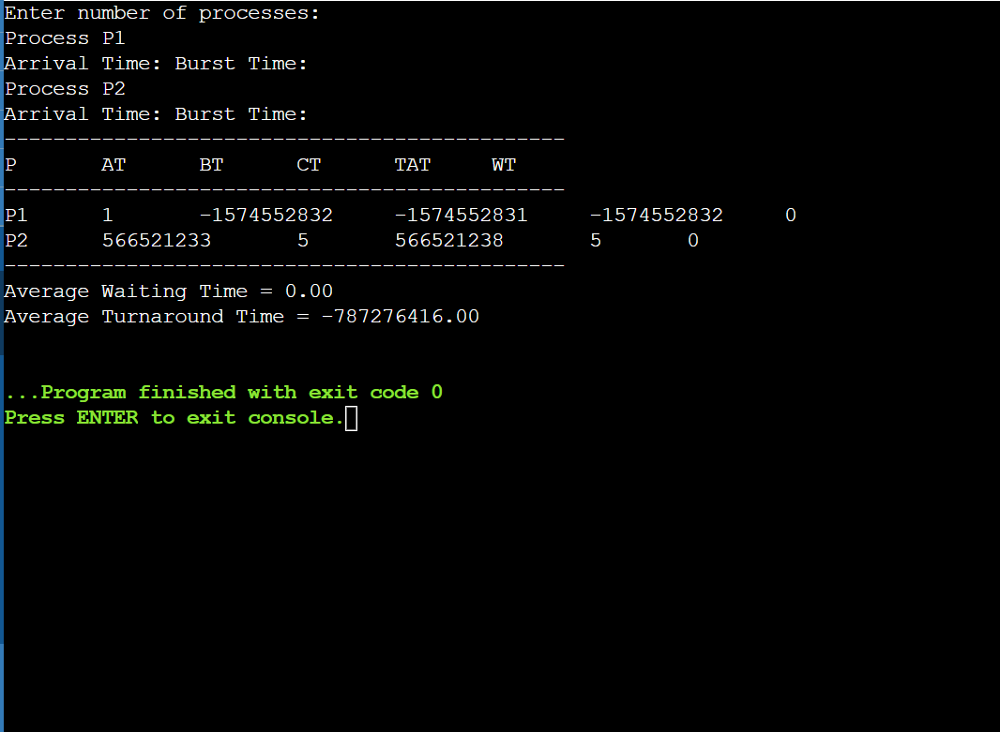 Enter number of processes:
Process P1
Arrival Time: Burst Time:
Process P2
Arrival Time: Burst Time:
----------------------------------------------
P AT BT CT TAT WT
----------------------------------------------
P1 1 -1574552832 -1574552831 -1574552832 0
P2 566521233 5 566521238 5 0
----------------------------------------------
Average Waiting Time = 0.00
Average Turnaround Time = -787276416.00
...Program finished with exit code 0
Press ENTER to exit console.